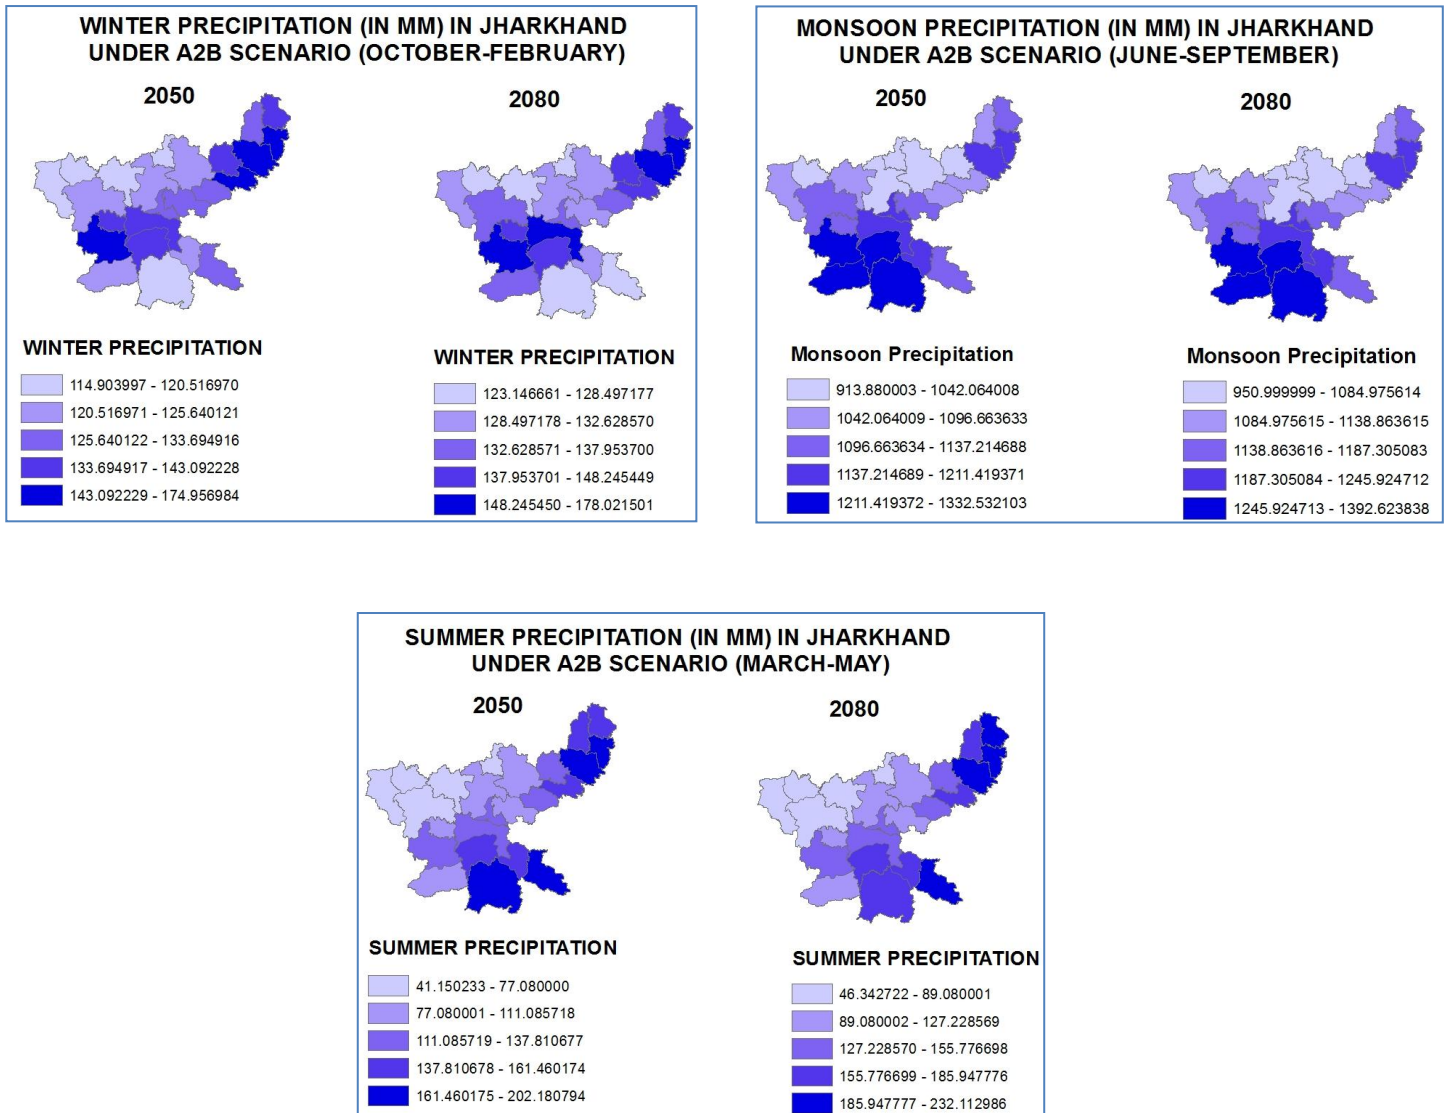 WINTER PRECIPITATION (IN MM) IN JHARKHAND
UNDER A2B SCENARIO (OCTOBER-FEBRUARY)
2050
2080
WINTER PRECIPITATION
114.903997 - 120.516970
120.516971 - 125.640121
125.640122 - 133.694916
133.694917 - 143.092228
143.092229 - 174.956984
WINTER PRECIPITATION
123.146661 - 128.497177
128.497178 - 132.628570
132.628571 - 137.953700
137.953701 - 148.245449
148.245450 - 178.021501
MONSOON PRECIPITATION (IN MM) IN JHARKHAND
UNDER A2B SCENARIO (JUNE-SEPTEMBER)
2050
2080
Monsoon Precipitation
913.880003 - 1042.064008
1042.064009 - 1096.663633
1096.663634 - 1137.214688
1137.214689 - 1211.419371
1211.419372 - 1332.532103
Monsoon Precipitation
950.999999 - 1084.975614
1084.975615 - 1138.863615
1138.863616 - 1187.305083
1187.305084 - 1245.924712
1245.924713 - 1392.623838
SUMMER PRECIPITATION (IN MM) IN JHARKHAND
UNDER A2B SCENARIO (MARCH-MAY)
2050
2080
SUMMER PRECIPITATION
41.150233 - 77.080000
77.080001 - 111.085718
111.085719 - 137.810677
137.810678 - 161.460174
161.460175 - 202.180794
SUMMER PRECIPITATION
46.342722 - 89.080001
89.080002 - 127.228569
127.228570 - 155.776698
155.776699 - 185.947776
185.947777 - 232.112986